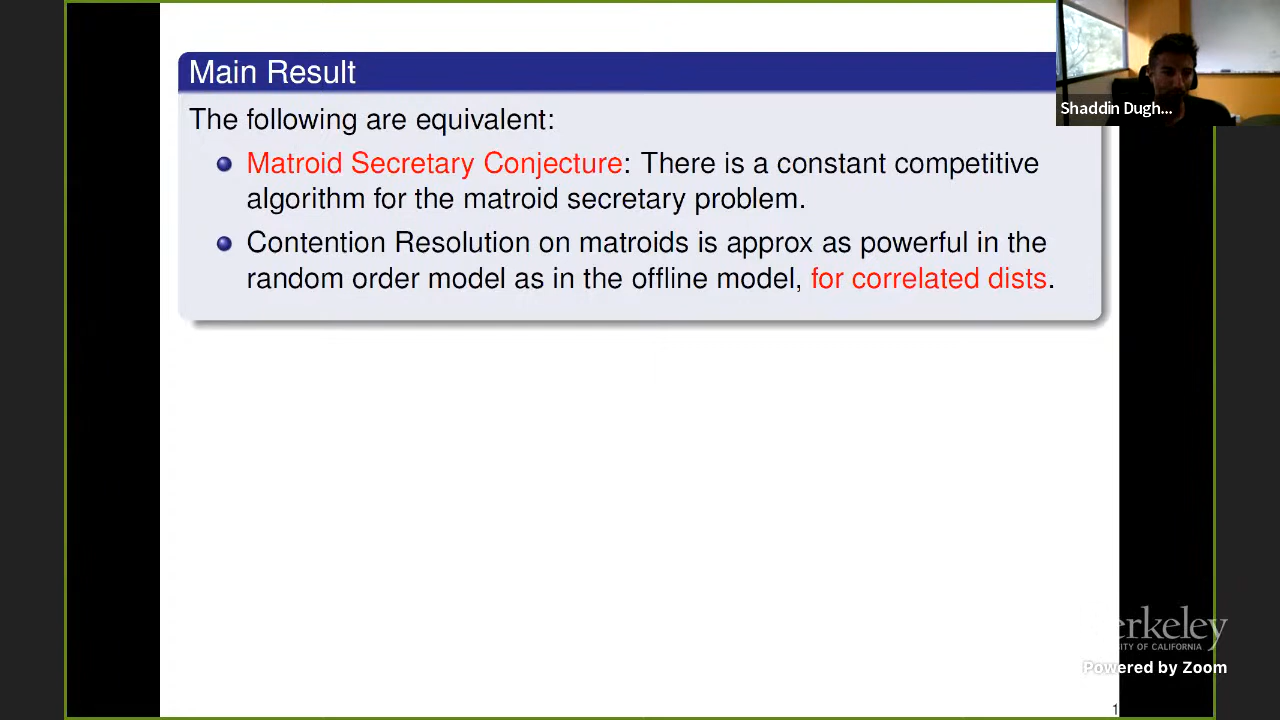 Main Result
Shaddin Dugh...
The following are equivalent:
Matroid Secretary Conjecture: There is a constant competitive
algorithm for the matroid secretary problem.
Contention Resolution on matroids is approx as powerful in the
random order model as in the offline model, for correlated dists.
erkeley
ITY OF CALIFORNIA
Powered by Zoom
1